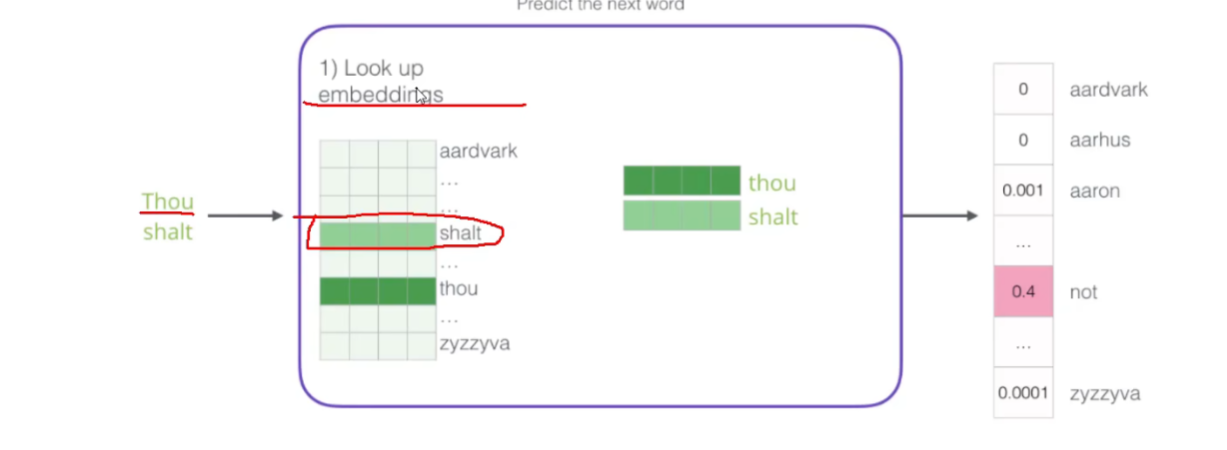 Predict the next word
1) Look up
embeddings
aardvark
...
...
shalt
...
thou
...
zyzzyva
Thou
shalt
thou
shalt
0 aardvark
0 aarhus
0.001 aaron
...
0.4 not
...
0.0001 zyzzyva